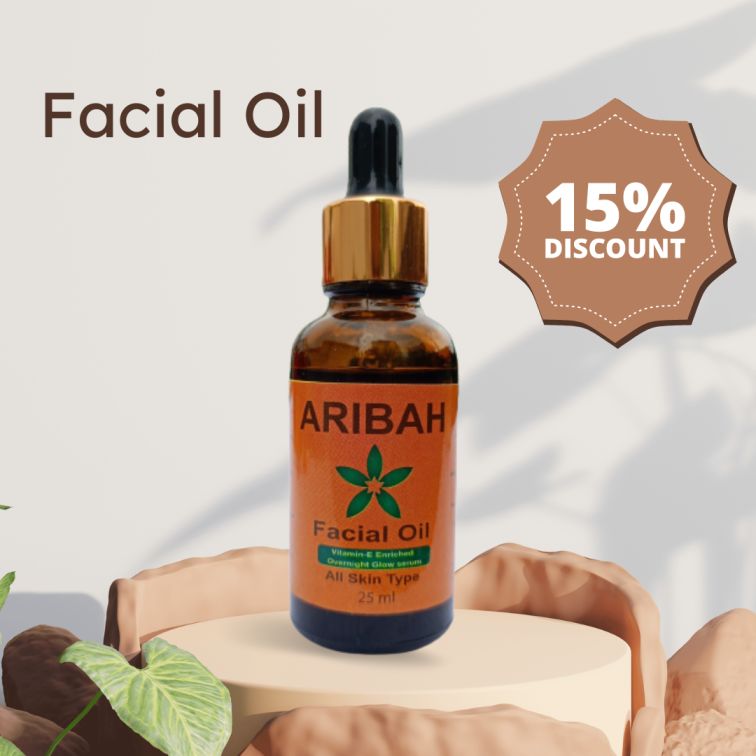 Facial Oil
15%
DISCOUNT
ARIBAH
Facial Oil
Vitamin-E Enriched
Overnight Glow serum
All Skin Type
25 ml